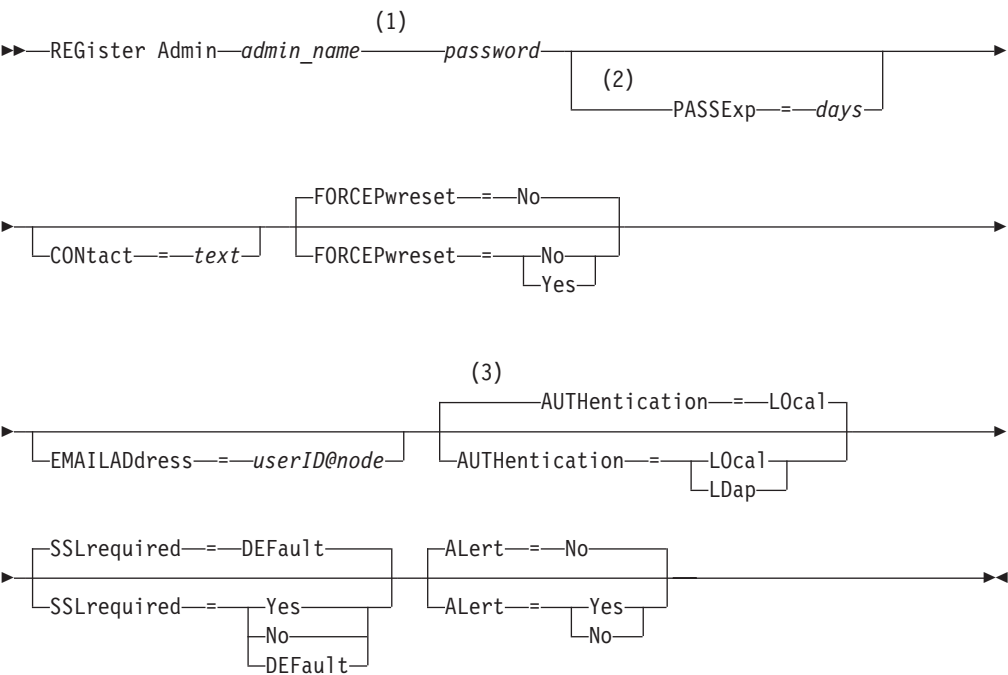 (1)
REGister Admin admin_name password
(2)
PASSExp = days
FORCEPwreset = No
CONtact = text FORCEPwreset = No
Yes
(3)
AUTHentication = LOcal
EMAILADdress = userID@node AUTHentication = LOcal
LDap
SSLrequired = DEFault ALert = No
SSLrequired = Yes ALert = Yes
No No
DEFault